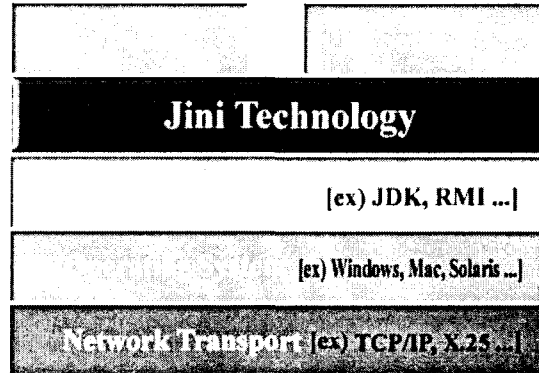 Jini Technology
[ex) JDK, RMI ...]
[ex) Windows, Mac, Solaris ...]
Network Transport [ex) TCP/IP, X.25 ...]